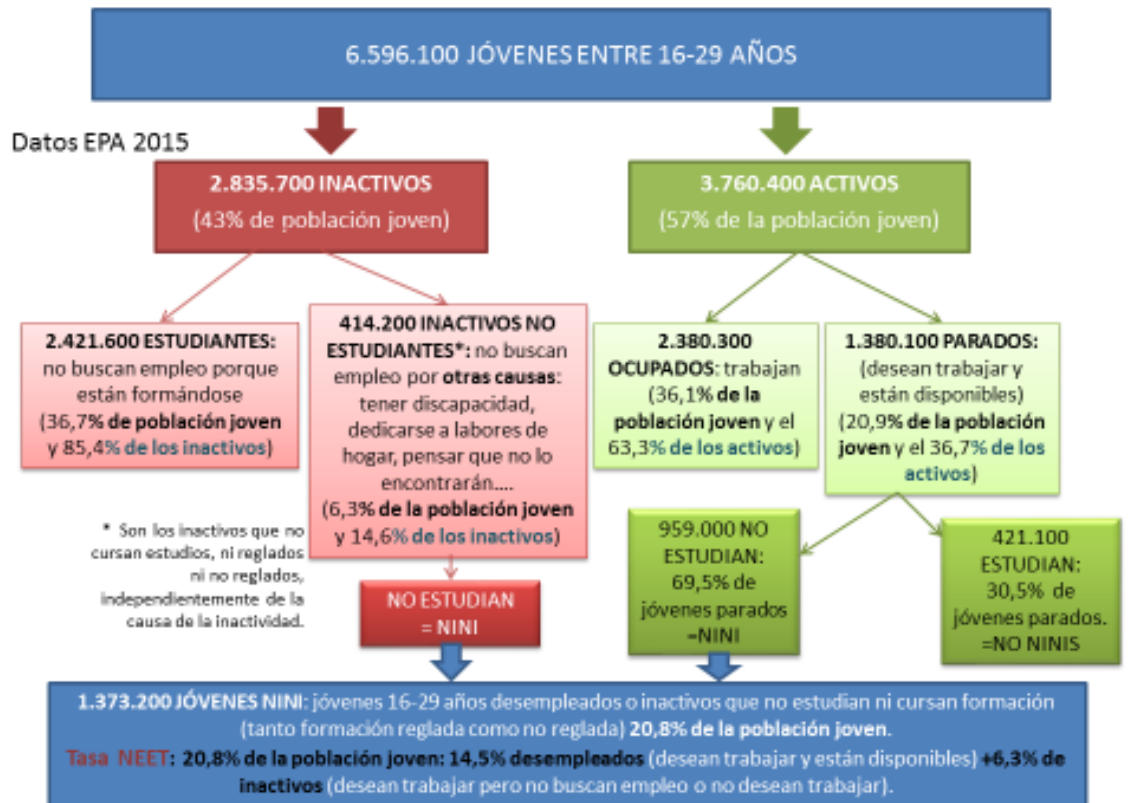 6.596.100 JÓVENES ENTRE 16-29 AÑOS
Datos EPA 2015
2.835.700 INACTIVOS
(43% de población joven)
3.760.400 ACTIVOS
(57% de la población joven)
2.421.600 ESTUDIANTES:
no buscan empleo porque
están formándose
(36,7% de población joven
y 85,4% de los inactivos)
414.200 INACTIVOS NO
ESTUDIANTES*: no buscan
empleo por otras causas:
tener discapacidad,
dedicarse a labores de
hogar, pensar que no lo
encontrarán....
(6,3% de la población joven
y 14,6% de los inactivos)
2.380.300
OCUPADOS: trabajan
(36,1% de la
población joven y el
63,3% de los activos)
1.380.100 PARADOS:
(desean trabajar y
están disponibles)
(20,9% de la población
joven y el 36,7% de los
activos)
* Son los inactivos que no
cursan estudios, ni reglados
ni no reglados,
independientemente de la
causa de la inactividad.
NO ESTUDIAN
= NINI
959.000 NO
ESTUDIAN:
69,5% de
jóvenes parados
=NINI
421.100
ESTUDIAN:
30,5% de
jóvenes parados.
=NO NINIS
1.373.200 JÓVENES NINI: jóvenes 16-29 años desempleados o inactivos que no estudian ni cursan formación
(tanto formación reglada como no reglada) 20,8% de la población joven.
Tasa NEET: 20,8% de la población joven: 14,5% desempleados (desean trabajar y están disponibles) +6,3% de
inactivos (desean trabajar pero no buscan empleo o no desean trabajar).